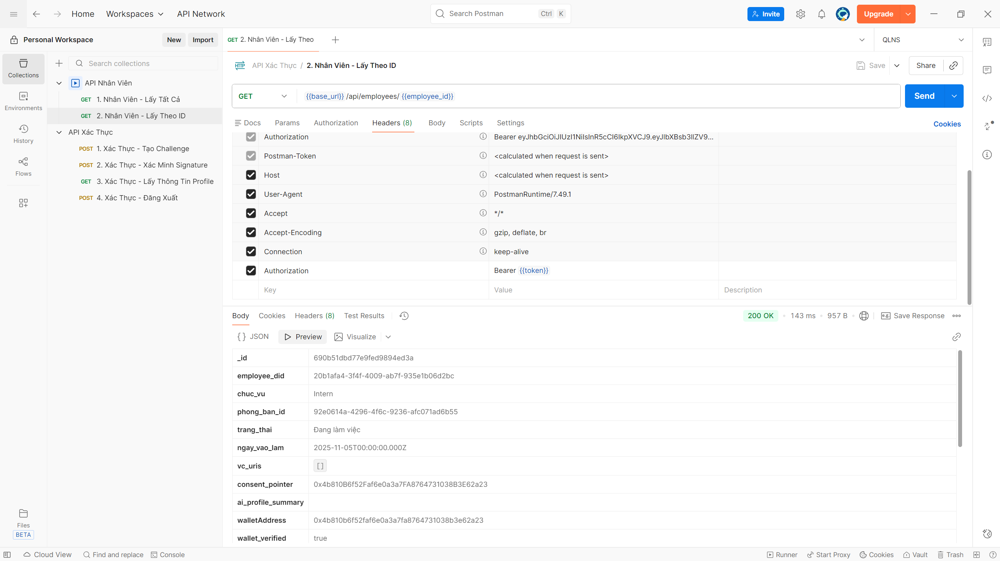 Home
Workspaces
API Network
Search Postman
Ctrl
K
Invite
Upgrade
Personal Workspace
New
Import
GET 2. Nhân Viên - Lấy Theo
QLNS
Collections
Environments
History
Flows
Search collections
API Nhân Viên
GET 1. Nhân Viên - Lấy Tất Cả
GET 2. Nhân Viên - Lấy Theo ID
API Xác Thực
POST 1. Xác Thực - Tạo Challenge
POST 2. Xác Thực - Xác Minh Signature
GET 3. Xác Thực - Lấy Thông Tin Profile
POST 4. Xác Thực - Đăng Xuất
Files
BETA
HTTP
API Xác Thực / 2. Nhân Viên - Lấy Theo ID
Save
Share
GET
{{base_url}}/api/employees/{{employee_id}}
Send
Docs
Params
Authorization
Headers (8)
Body
Scripts
Settings
Cookies
Authorization
Bearer eyJhbGciOiJIUzI1NiIsInR5cCI6IkpXVCJ9.eyJlbXBsb3llZV9...
Postman-Token
<calculated when request is sent>
Host
<calculated when request is sent>
User-Agent
PostmanRuntime/7.49.1
Accept
*/*
Accept-Encoding
gzip, deflate, br
Connection
keep-alive
Authorization
Bearer {{token}}
Key
Value
Description
Body
Cookies
Headers (8)
Test Results
200 OK
143 ms
957 B
e.g.
Save Response
{} JSON
Preview
Visualize
_id
690b51dbd77e9fed9894ed3a
employee_did
20b1afa4-3f4f-4009-ab7f-935e1b06d2bc
chuc_vu
Intern
phong_ban_id
92e0614a-4296-4f6c-9236-afc071ad6b55
trang_thai
Đang làm việc
ngay_vao_lam
2025-11-05T00:00:00.000Z
vc_uris
[]
consent_pointer
0x4b810B6f52Faf6e0a3a7FA8764731038B3E62a23
ai_profile_summary
walletAddress
0x4b810b6f52faf6e0a3a7fa8764731038b3e62a23
wallet_verified
true
Cloud View
Find and replace
Console
Runner
Start Proxy
Cookies
Vault
Trash